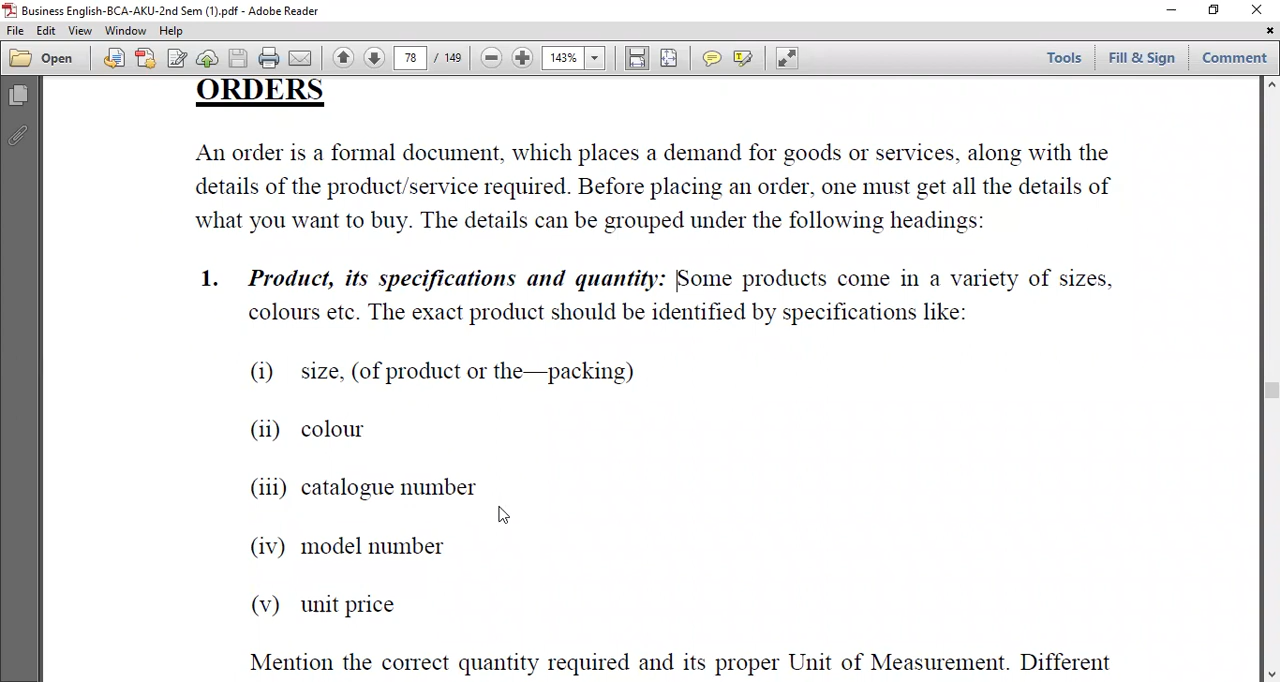 Business English-BCA-AKU-2nd Sem (1).pdf - Adobe Reader
File Edit View Window Help
Open 78 / 149 143% Tools Fill & Sign Comment
ORDERS
An order is a formal document, which places a demand for goods or services, along with the
details of the product/service required. Before placing an order, one must get all the details of
what you want to buy. The details can be grouped under the following headings:
1. Product, its specifications and quantity: Some products come in a variety of sizes,
colours etc. The exact product should be identified by specifications like:
(i) size, (of product or the—packing)
(ii) colour
(iii) catalogue number
(iv) model number
(v) unit price
Mention the correct quantity required and its proper Unit of Measurement. Different